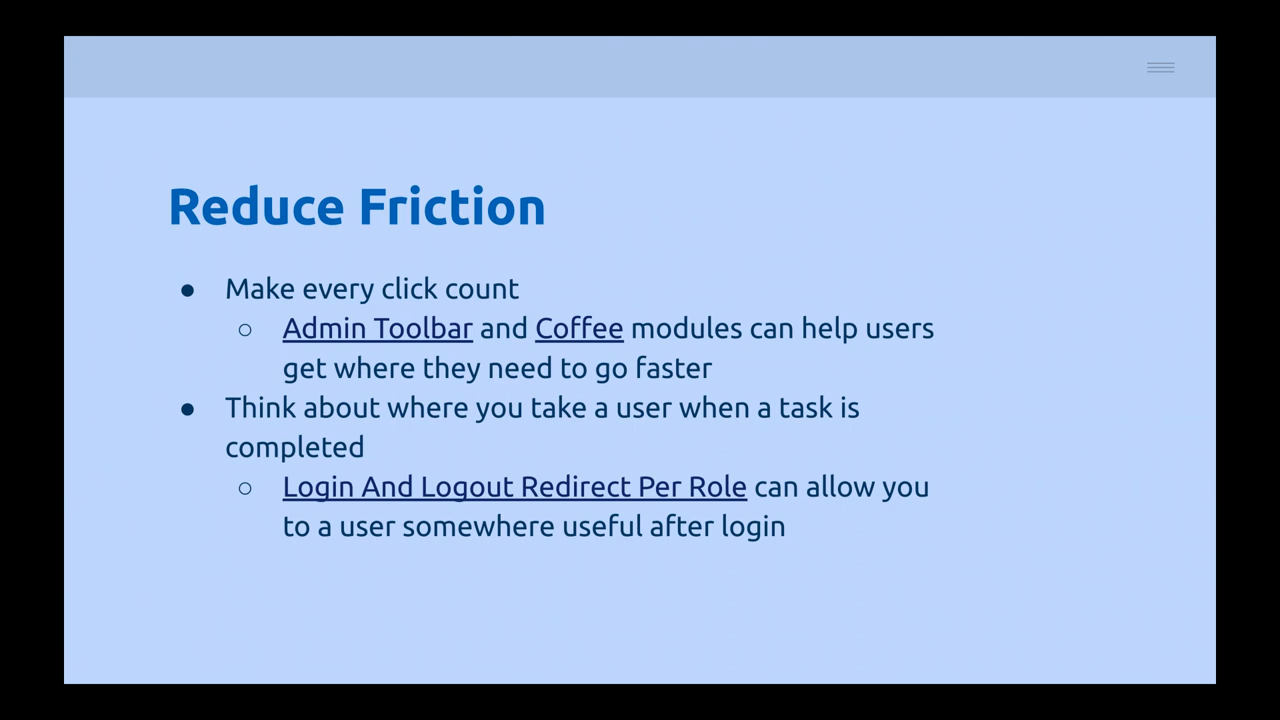 Reduce Friction
● Make every click count
○ Admin Toolbar and Coffee modules can help users
get where they need to go faster
● Think about where you take a user when a task is
completed
○ Login And Logout Redirect Per Role can allow you
to a user somewhere useful after login